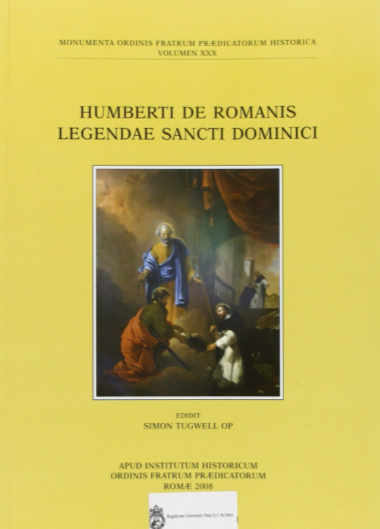 MONUMENTA ORDINIS FRATRUM PRÆDICATORUM HISTORICA
VOLUMEN XXX
HUMBERTI DE ROMANIS
LEGENDAE SANCTI DOMINICI
EDIDIT
SIMON TUGWELL OP
APUD INSTITUTUM HISTORICUM
ORDINIS FRATRUM PRÆDICATORUM
ROMÆ 2008